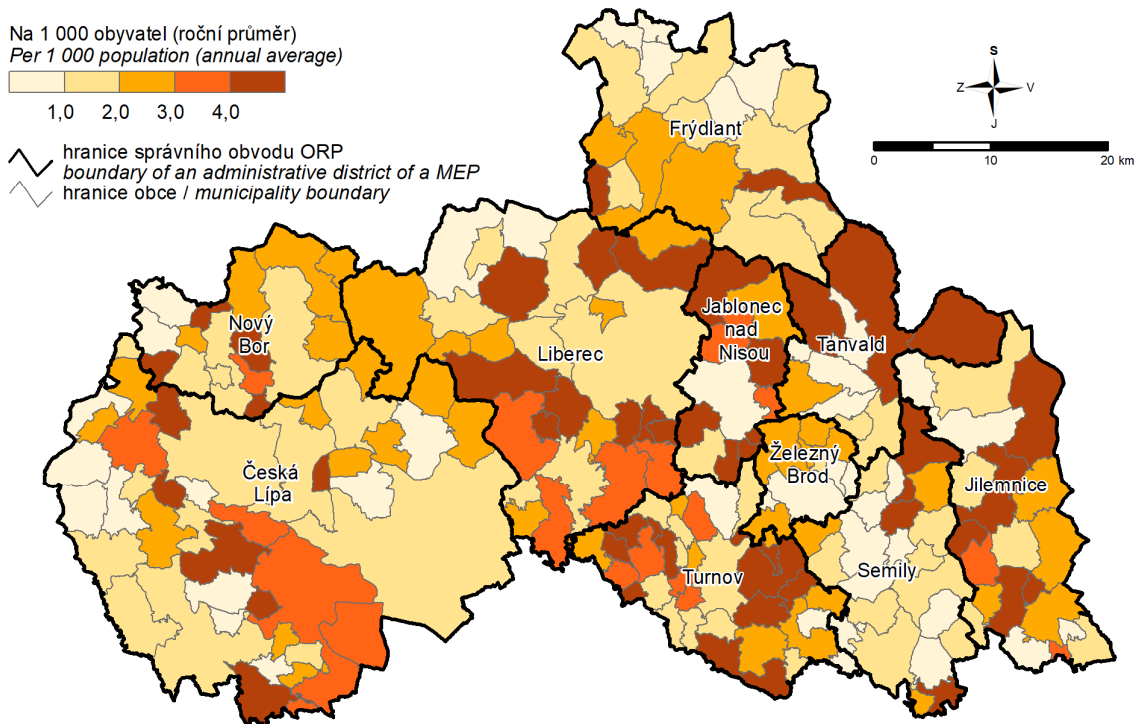 Na 1 000 obyvatel (roční průměr)
Per 1 000 population (annual average)
1,0 2,0 3,0 4,0
hranice správního obvodu ORP
boundary of an administrative district of a MEP
hranice obce / municipality boundary
S
Z V
J
0 10 20 km
Frýdlant
Nový
Bor
Liberec
Jablonec
nad
Nisou
Tanvald
Česká
Lípa
Železný
Brod
Jilemnice
Turnov
Semily